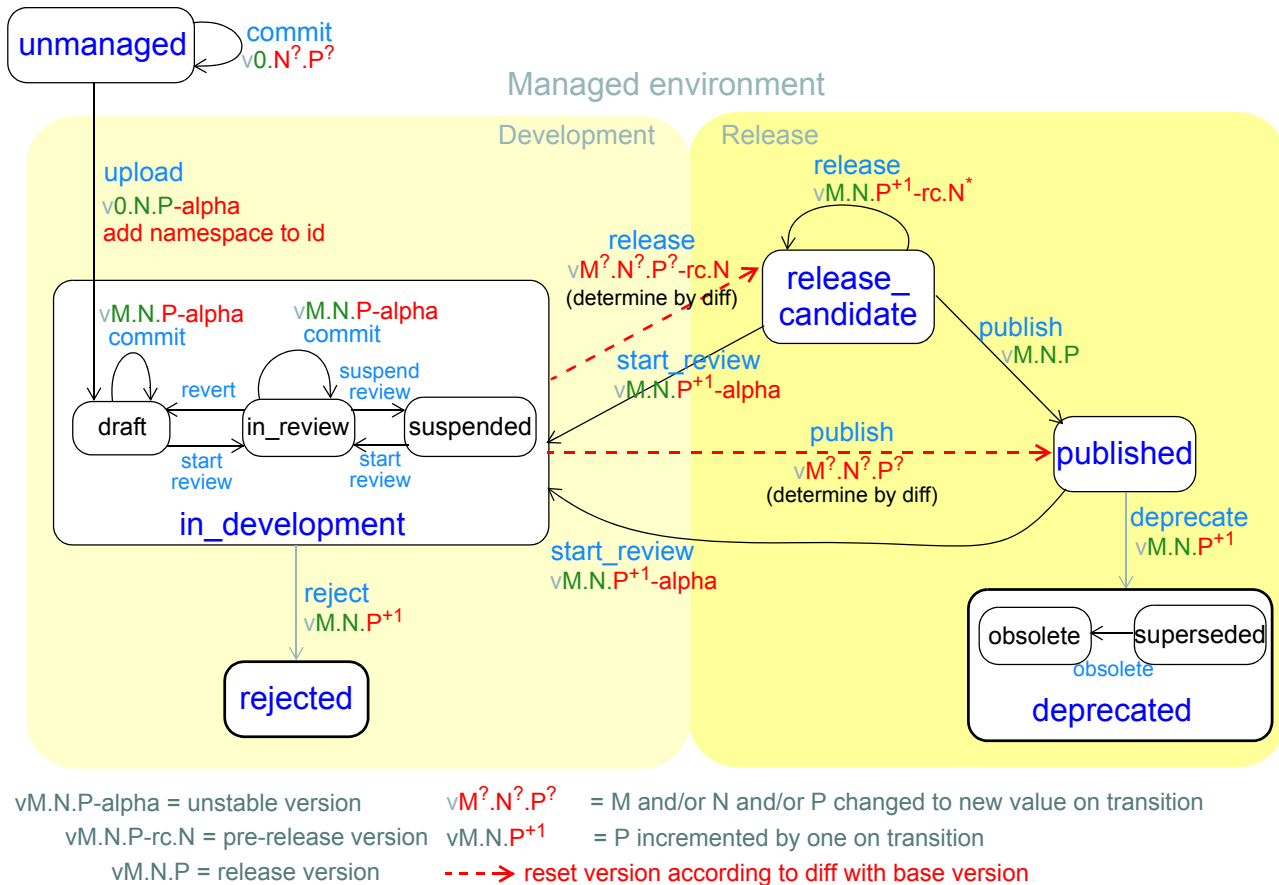 unmanaged
commit
v0.N?.P?
Managed environment
Development
Release
upload
v0.N.P-alpha
add namespace to id
release
vM.N.P+1-rc.N*
release
vM?.N?.P?-rc.N
(determine by diff)
release_
candidate
vM.N.P-alpha
commit
vM.N.P-alpha
commit
publish
vM.N.P
start_review
vM.N.P+1-alpha
revert
suspend
review
draft
in_review
suspended
start
review
start
review
publish
vM?.N?.P?
(determine by diff)
published
in_development
deprecate
vM.N.P+1
start_review
vM.N.P+1-alpha
reject
vM.N.P+1
obsolete
superseded
obsolete
rejected
deprecated
vM.N.P-alpha = unstable version
vM?.N?.P? = M and/or N and/or P changed to new value on transition
vM.N.P-rc.N = pre-release version
vM.N.P+1 = P incremented by one on transition
vM.N.P = release version
reset version according to diff with base version